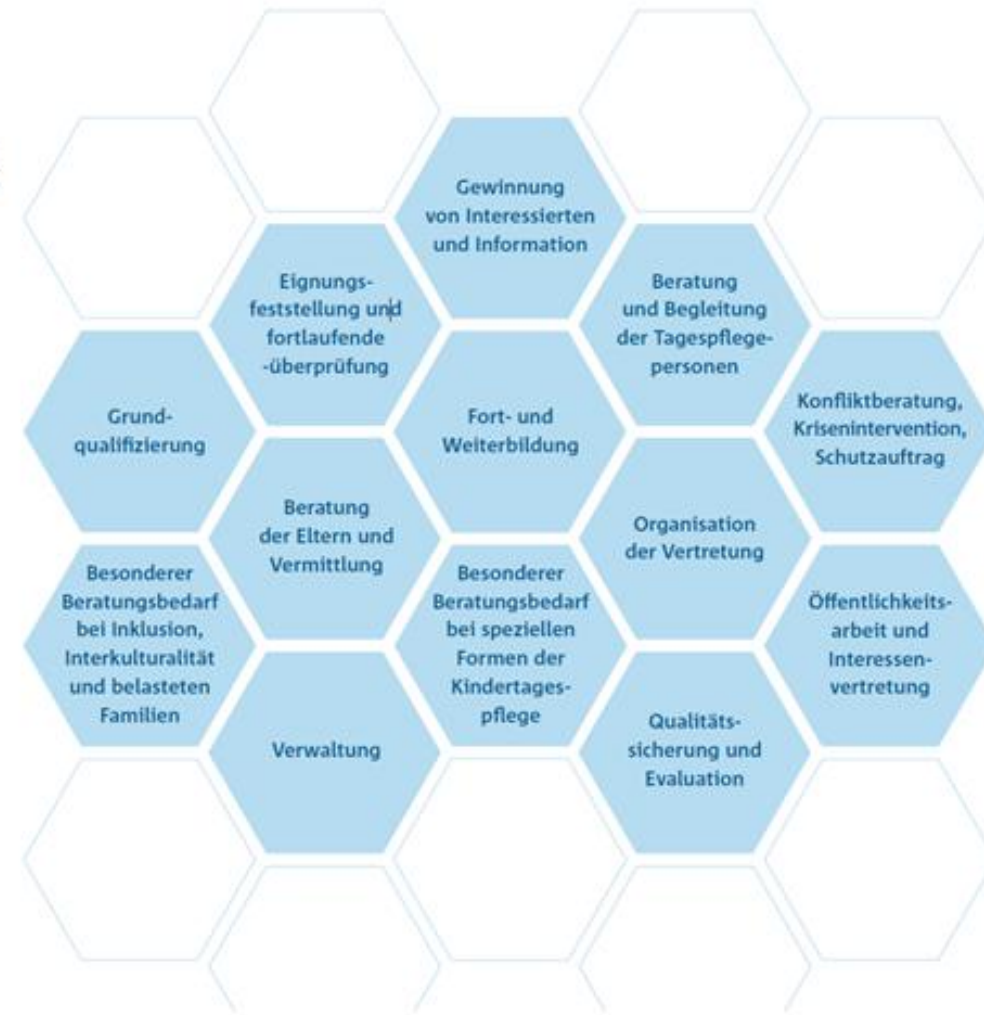 Gewinnung
von Interessierten
und Information
Eignungs-
feststellung und
fortlaufende
-überprüfung
Beratung
und Begleitung
der Tagespflege-
personen
Grund-
qualifizierung
Fort- und
Weiterbildung
Konfliktberatung,
Krisenintervention,
Schutzauftrag
Beratung
der Eltern und
Vermittlung
Organisation
der Vertretung
Besonderer
Beratungsbedarf
bei Inklusion,
Interkulturalität
und belasteten
Familien
Besonderer
Beratungsbedarf
bei speziellen
Formen der
Kindertages-
pflege
Öffentlichkeits-
arbeit und
Interessen-
vertretung
Verwaltung
Qualitäts-
sicherung und
Evaluation